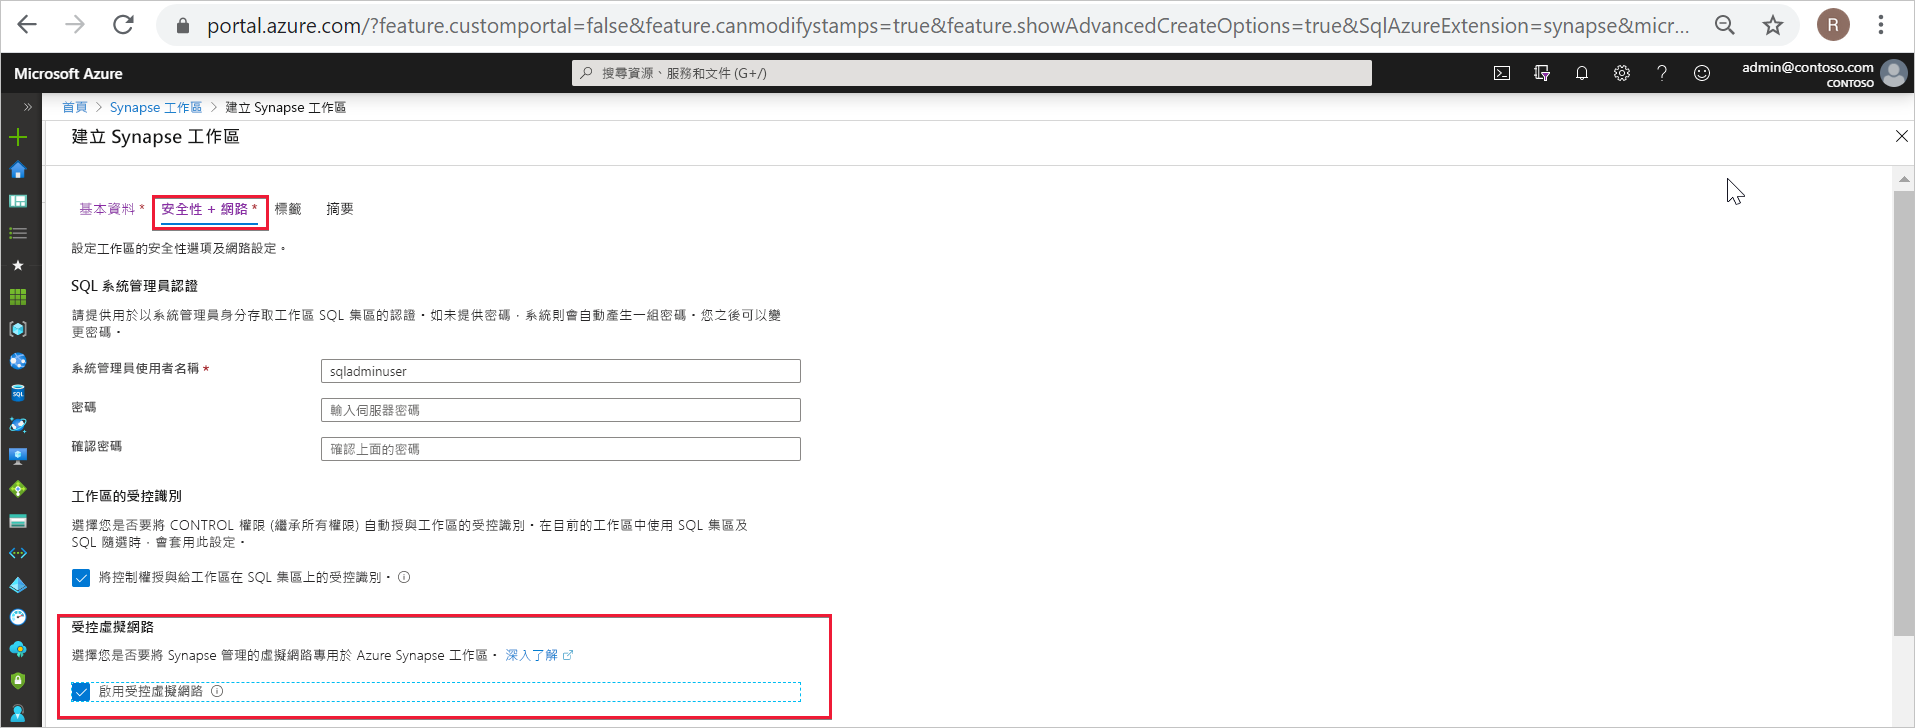 portal.azure.com/?feature.customportal=false&feature.canmodifystamps=true&feature.showAdvancedCreateOptions=true&SqlAzureExtension=synapse&micr...
R
Microsoft Azure
搜尋資源、服務和文件 (G+/)
admin@contoso.com
CONTOSO
首頁 > Synapse 工作區 > 建立 Synapse 工作區
建立 Synapse 工作區
基本資料 * 安全性 + 網路 * 標籤 摘要
設定工作區的安全性選項及網路設定。
SQL 系統管理員認證
請提供用於以系統管理員身分存取工作區 SQL 集區的認證。如未提供密碼，系統則會自動產生一組密碼。您之後可以變
更密碼。
系統管理員使用者名稱 * sqladminuser
密碼 輸入伺服器密碼
確認密碼 確認上面的密碼
工作區的受控識別
選擇您是否要將 CONTROL 權限 (繼承所有權限) 自動授與工作區的受控識別。在目前的工作區中使用 SQL 集區及
SQL 隨選時，會套用此設定。
將控制權授與給工作區在 SQL 集區上的受控識別。
受控虛擬網路
選擇您是否要將 Synapse 管理的虛擬網路專用於 Azure Synapse 工作區。 深入了解
啟用受控虛擬網路